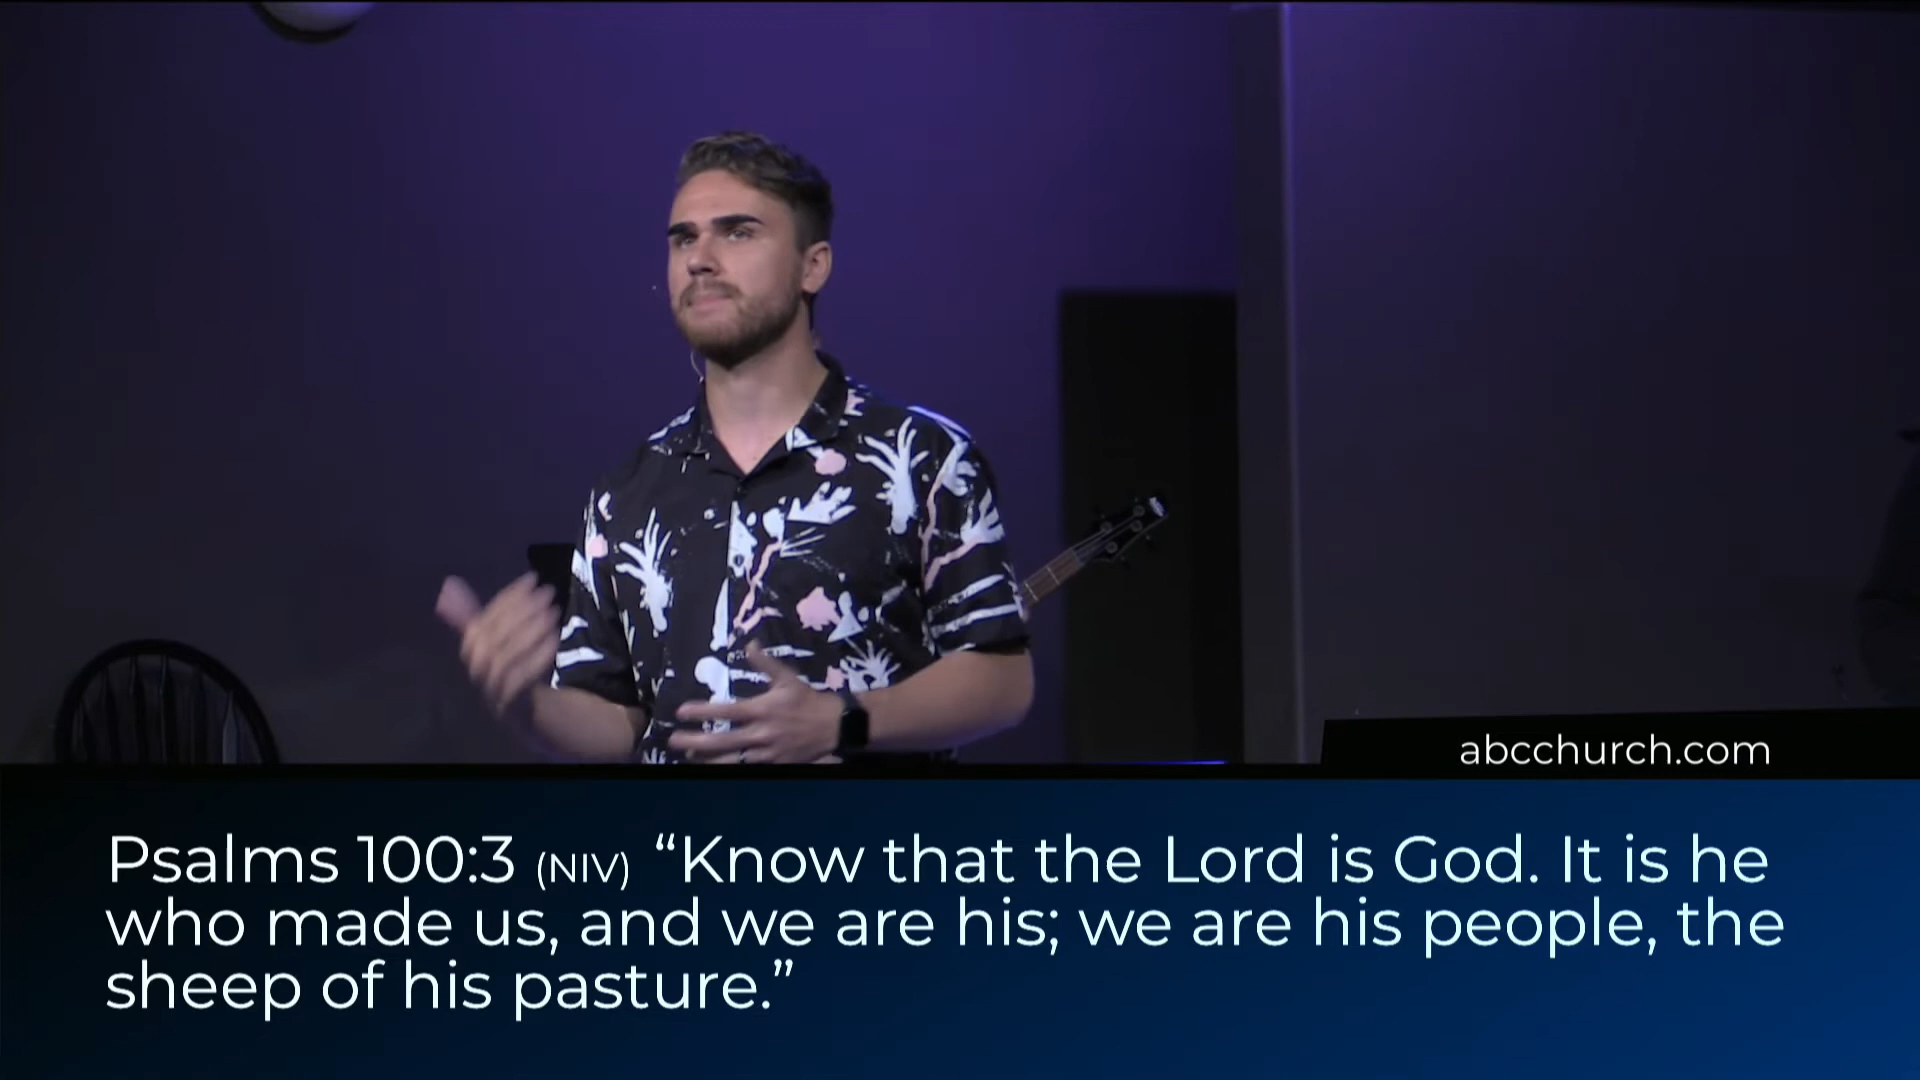 abcchurch.com
Psalms 100:3 (NIV) “Know that the Lord is God. It is he
who made us, and we are his; we are his people, the
sheep of his pasture.”